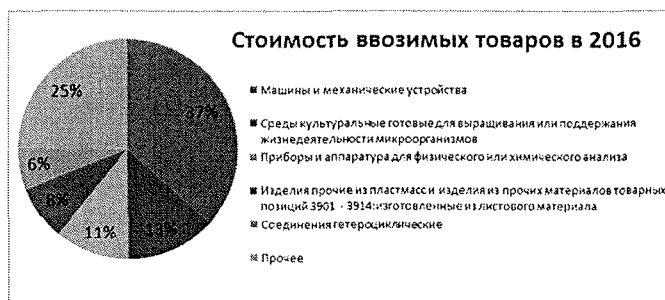 Стоимость ввозимых товаров в 2016
Машины и механические устройства
Среды культуральные готовые для выращивания или поддержания
жизнедеятельности микроорганизмов
Приборы и аппаратура для физического или химического анализа
Изделия прочие из пластмасс и изделия из прочих материалов товарных
позиций 3901 - 3914:изготовленные из листового материала
Соединения гетероциклические
Прочее
25%
37%
6%
8%
11%
13%